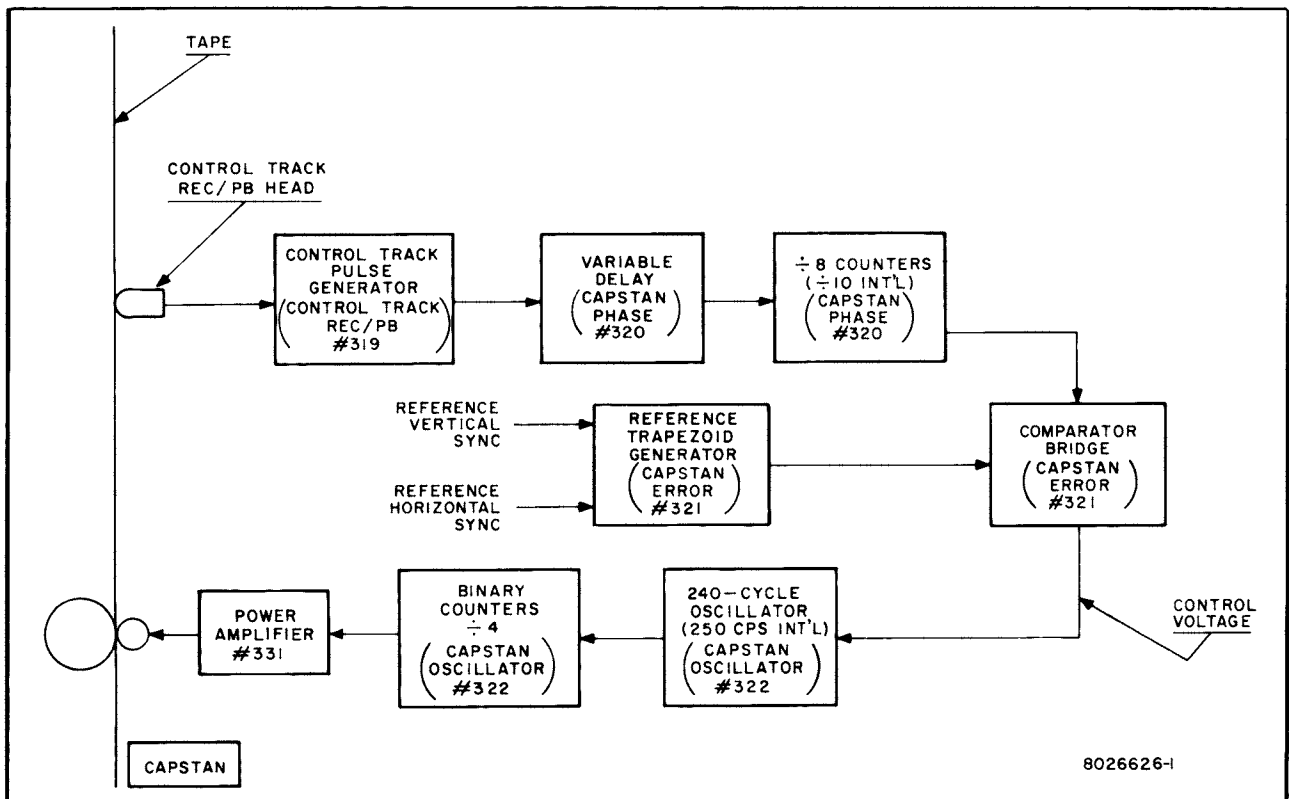 TAPE
CONTROL TRACK
REC/PB HEAD
CONTROL TRACK
PULSE
GENERATOR
(CONTROL TRACK
REC/PB
#319)
VARIABLE
DELAY
(CAPSTAN
PHASE
#320)
÷8 COUNTERS
(÷10 INT'L)
(CAPSTAN
PHASE
#320)
REFERENCE
VERTICAL
SYNC
REFERENCE
HORIZONTAL
SYNC
REFERENCE
TRAPEZOID
GENERATOR
(CAPSTAN
ERROR
#321)
COMPARATOR
BRIDGE
(CAPSTAN
ERROR
#321)
POWER
AMPLIFIER
#331
BINARY
COUNTERS
÷4
(CAPSTAN
OSCILLATOR
#322)
240-CYCLE
OSCILLATOR
(250 CPS INT'L)
(CAPSTAN
OSCILLATOR
#322)
CONTROL
VOLTAGE
CAPSTAN
8026626-1